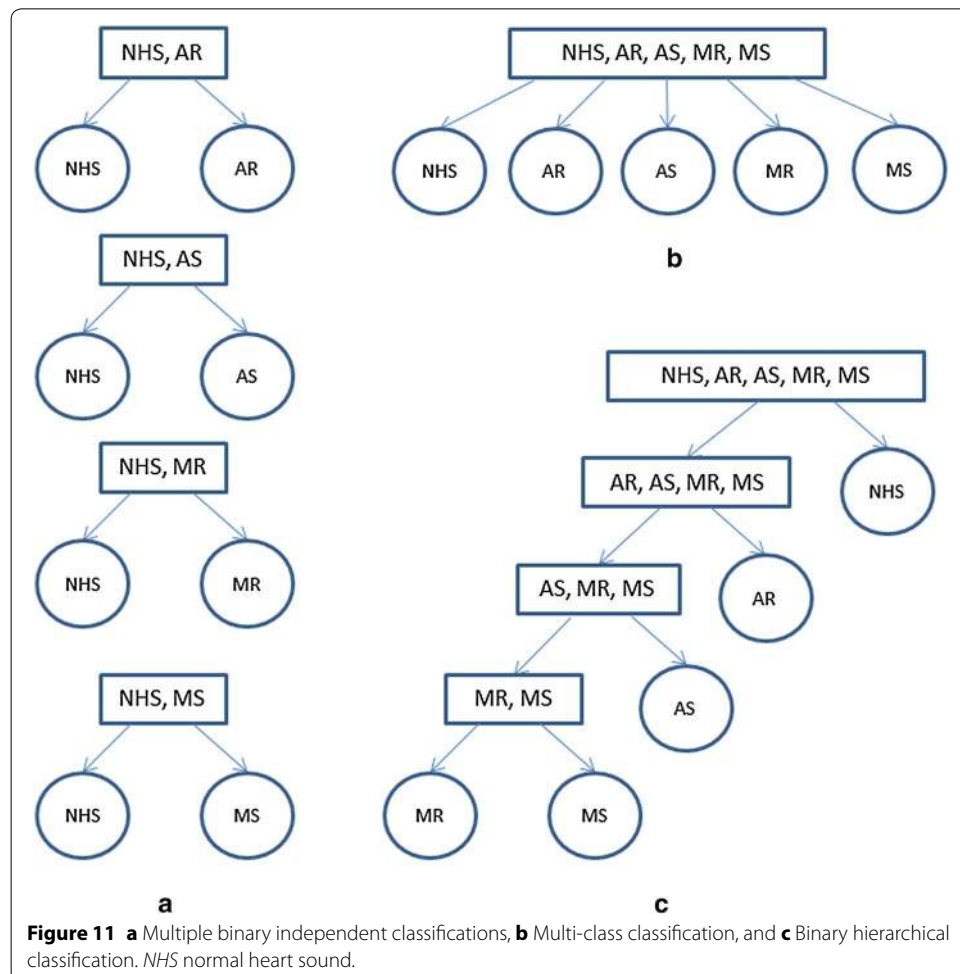 NHS, AR
NHS
AR
NHS, AS
NHS
AS
NHS, MR
NHS
MR
NHS, MS
NHS
MS
a
NHS, AR, AS, MR, MS
NHS
AR
AS
MR
MS
b
NHS, AR, AS, MR, MS
AR, AS, MR, MS
NHS
AS, MR, MS
AR
MR, MS
AS
MR
MS
c
Figure 11 a Multiple binary independent classifications, b Multi-class classification, and c Binary hierarchical
classification. NHS normal heart sound.